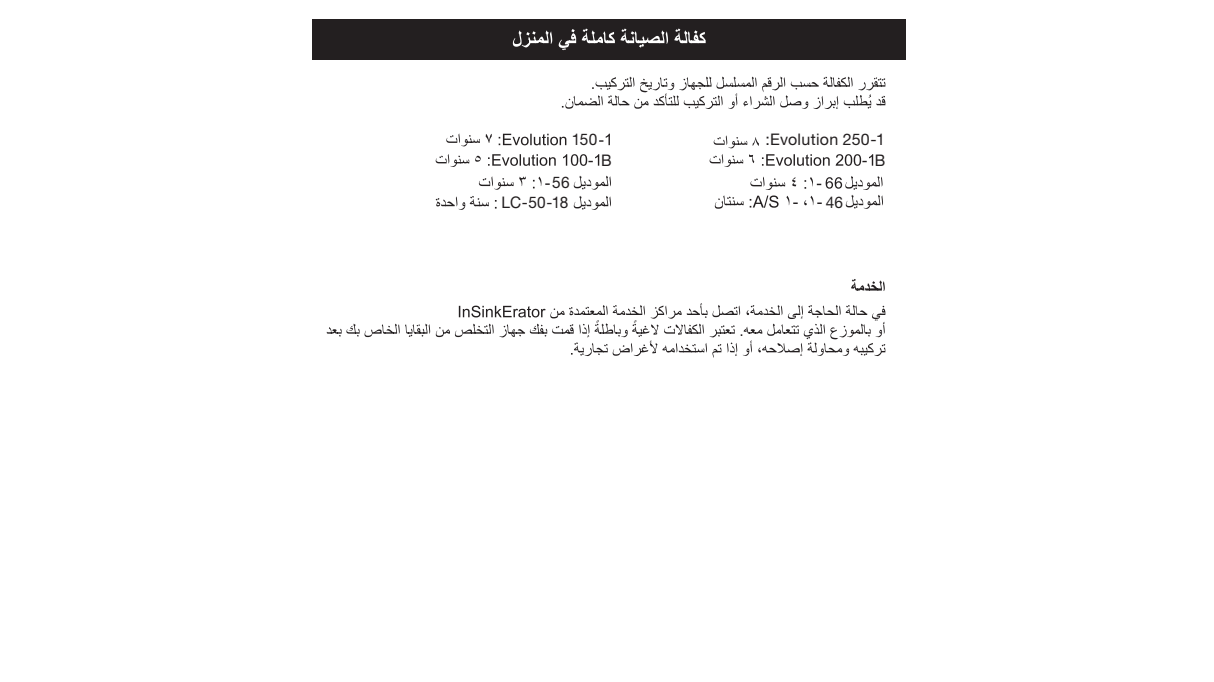 كفالة الصيانة كاملة في المنزل
تتقرر الكفالة حسب الرقم المسلسل للجهاز وتاريخ التركيب.
قد يُطلب إبراز وصل الشراء أو التركيب للتأكد من حالة الضمان.
Evolution 250-1: ٨ سنوات
Evolution 200-1B: ٦ سنوات
الموديل 66 -١: ٤ سنوات
الموديل 46 -١، -١ A/S: سنتان
Evolution 150-1: ٧ سنوات
Evolution 100-1B: ٥ سنوات
الموديل 56-١: ٣ سنوات
الموديل LC-50-18 : سنة واحدة
الخدمة
في حالة الحاجة إلى الخدمة، اتصل بأحد مراكز الخدمة المعتمدة من InSinkErator
أو بالموزع الذي تتعامل معه. تعتبر الكفالات لاغيةً وباطلةً إذا قمت بفك جهاز التخلص من البقايا الخاص بك بعد
تركيبه ومحاولة إصلاحه، أو إذا تم استخدامه لأغراض تجارية.